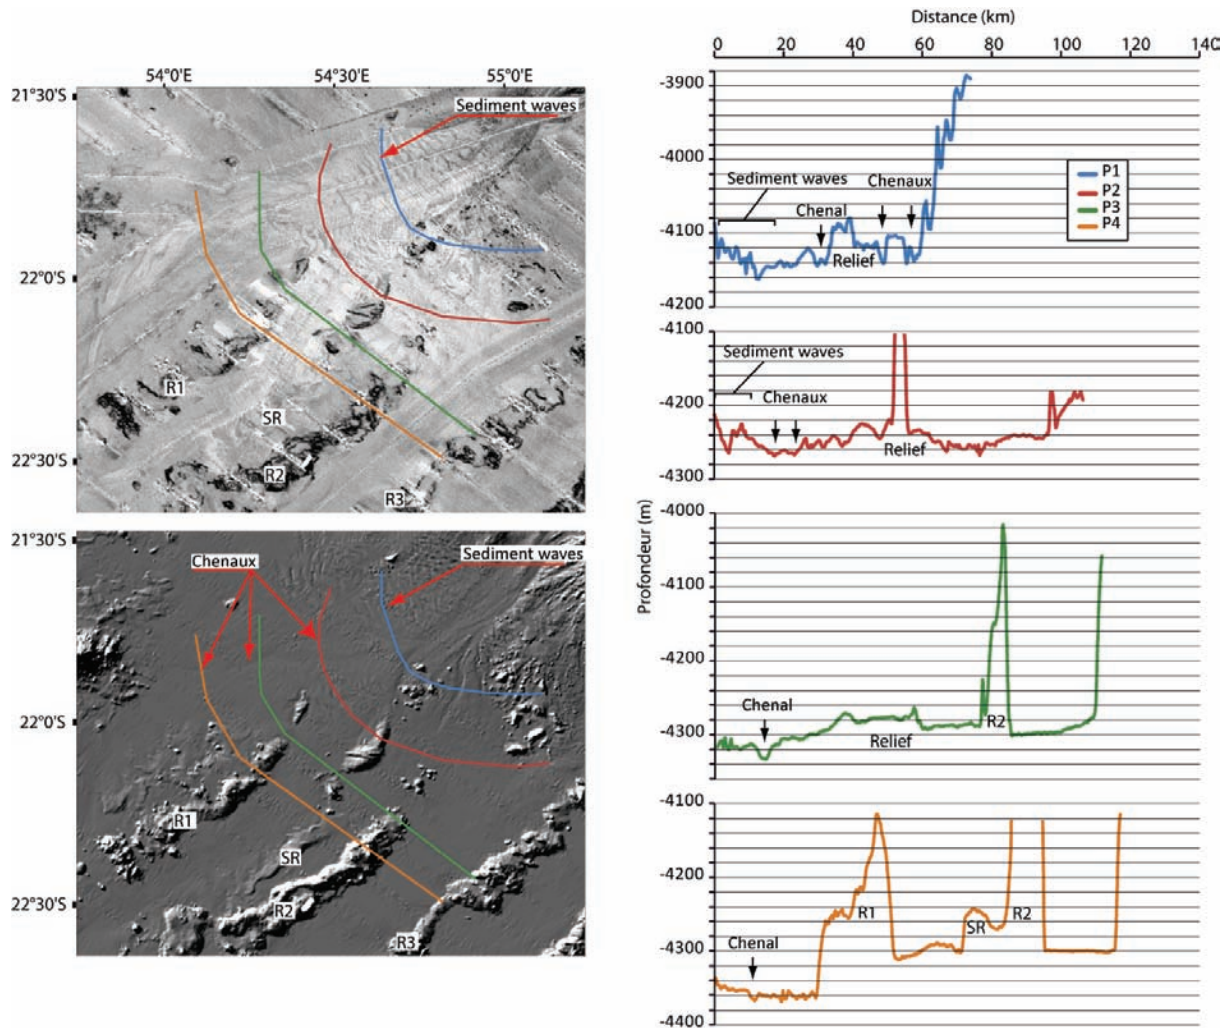 54°0'E 54°30'E 55°0'E
21°30'S
22°0'S
22°30'S
Sediment waves
R1
SR
R2
R3
21°30'S
22°0'S
22°30'S
Chenaux
Sediment waves
R1
SR
R2
R3
Distance (km)
0 20 40 60 80 100 120 140
Profondeur (m)
-3900
-4000
-4100
-4200
Sediment waves
Chenal
Chenaux
Relief
P1
P2
P3
P4
-4100
-4200
-4300
Sediment waves
Chenaux
Relief
-4000
-4100
-4200
-4300
Chenal
Relief
R2
-4100
-4200
-4300
-4400
Chenal
R1
SR
R2